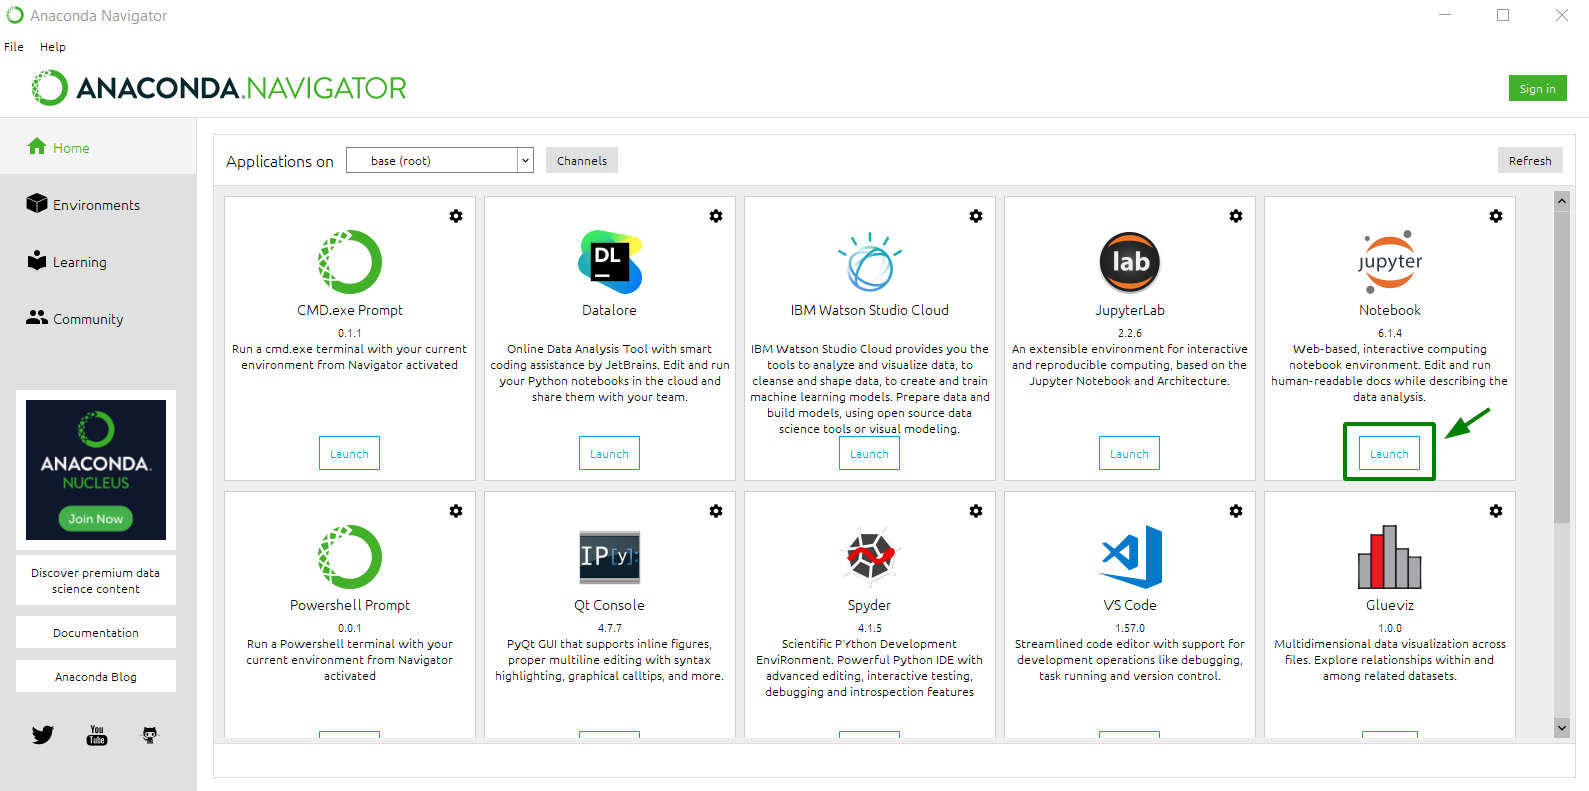 Anaconda Navigator
File Help
ANACONDA.NAVIGATOR
Sign in
Home
Environments
Learning
Community
ANACONDA.
NUCLEUS.
Join Now
Discover premium data
science content
Documentation
Anaconda Blog
You
Tube
Applications on base (root) Channels
Refresh
CMD.exe Prompt
0.1.1
Run a cmd.exe terminal with your current
environment from Navigator activated
Launch
DL
Datalore
Online Data Analysis Tool with smart
coding assistance by JetBrains. Edit and run
your Python notebooks in the cloud and
share them with your team.
Launch
IBM Watson Studio Cloud
IBM Watson Studio Cloud provides you the
tools to analyze and visualize data, to
cleanse and shape data, to create and train
machine learning models. Prepare data and
build models, using open source data
science tools or visual modeling.
Launch
lab
JupyterLab
2.2.6
An extensible environment for interactive
and reproducible computing, based on the
Jupyter Notebook and Architecture.
Launch
jupyter
Notebook
6.1.4
Web-based, interactive computing
notebook environment. Edit and run
human-readable docs while describing the
data analysis.
Launch
Powershell Prompt
0.0.1
Run a Powershell terminal with your
current environment from Navigator
activated
IP[y]:
Qt Console
4.7.7
PyQt GUI that supports inline figures,
proper multiline editing with syntax
highlighting, graphical calltips, and more.
Spyder
4.1.5
Scientific PYthon Development
EnviRonment. Powerful Python IDE with
advanced editing, interactive testing,
debugging and introspection features
VS Code
1.57.0
Streamlined code editor with support for
development operations like debugging,
task running and version control.
Glueviz
1.0.0
Multidimensional data visualization across
files. Explore relationships within and
among related datasets.